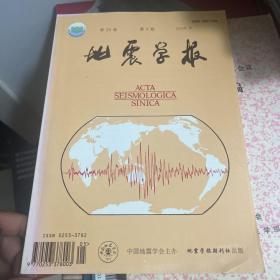 地震学报
ACTA
SEISMOLOGICA
SINICA
ISSN 0253-3782
9770253378003
中国地震学会主办
地震学报期刊社出版